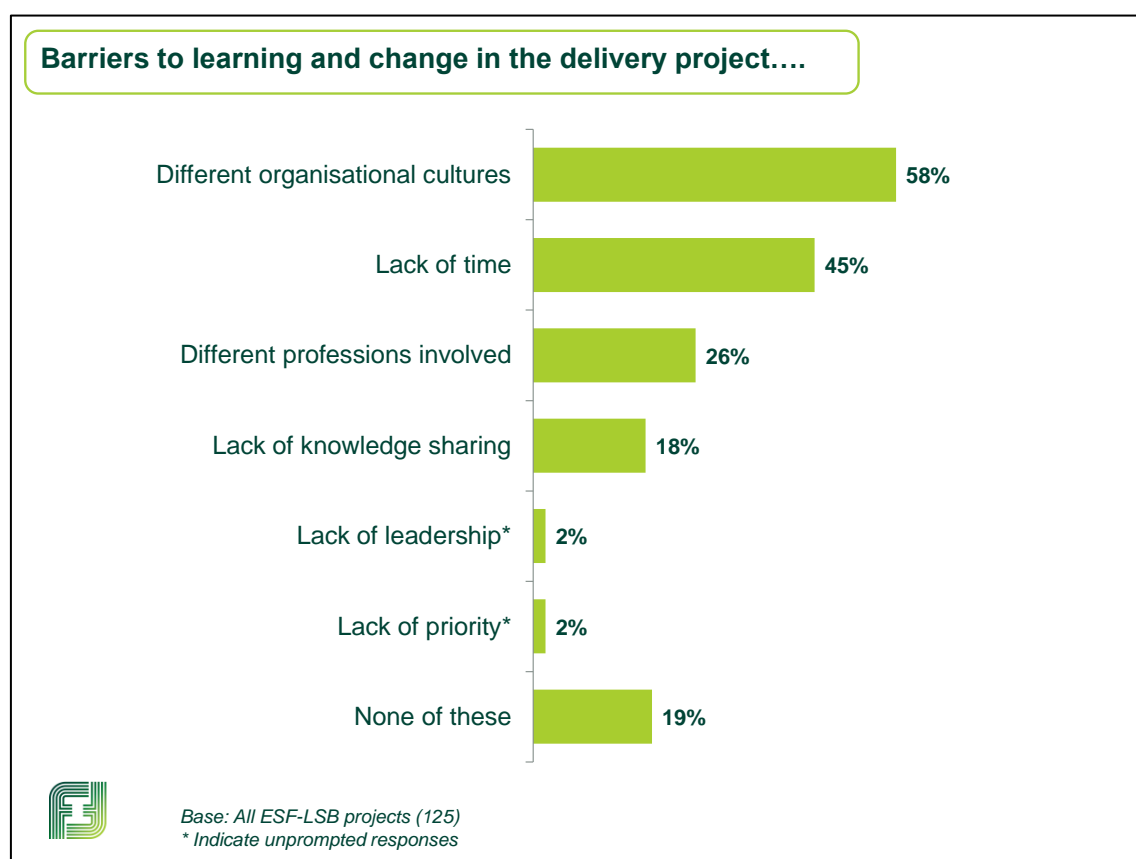 Barriers to learning and change in the delivery project….
Different organisational cultures 58%
Lack of time 45%
Different professions involved 26%
Lack of knowledge sharing 18%
Lack of leadership* 2%
Lack of priority* 2%
None of these 19%
Base: All ESF-LSB projects (125)
* Indicate unprompted responses